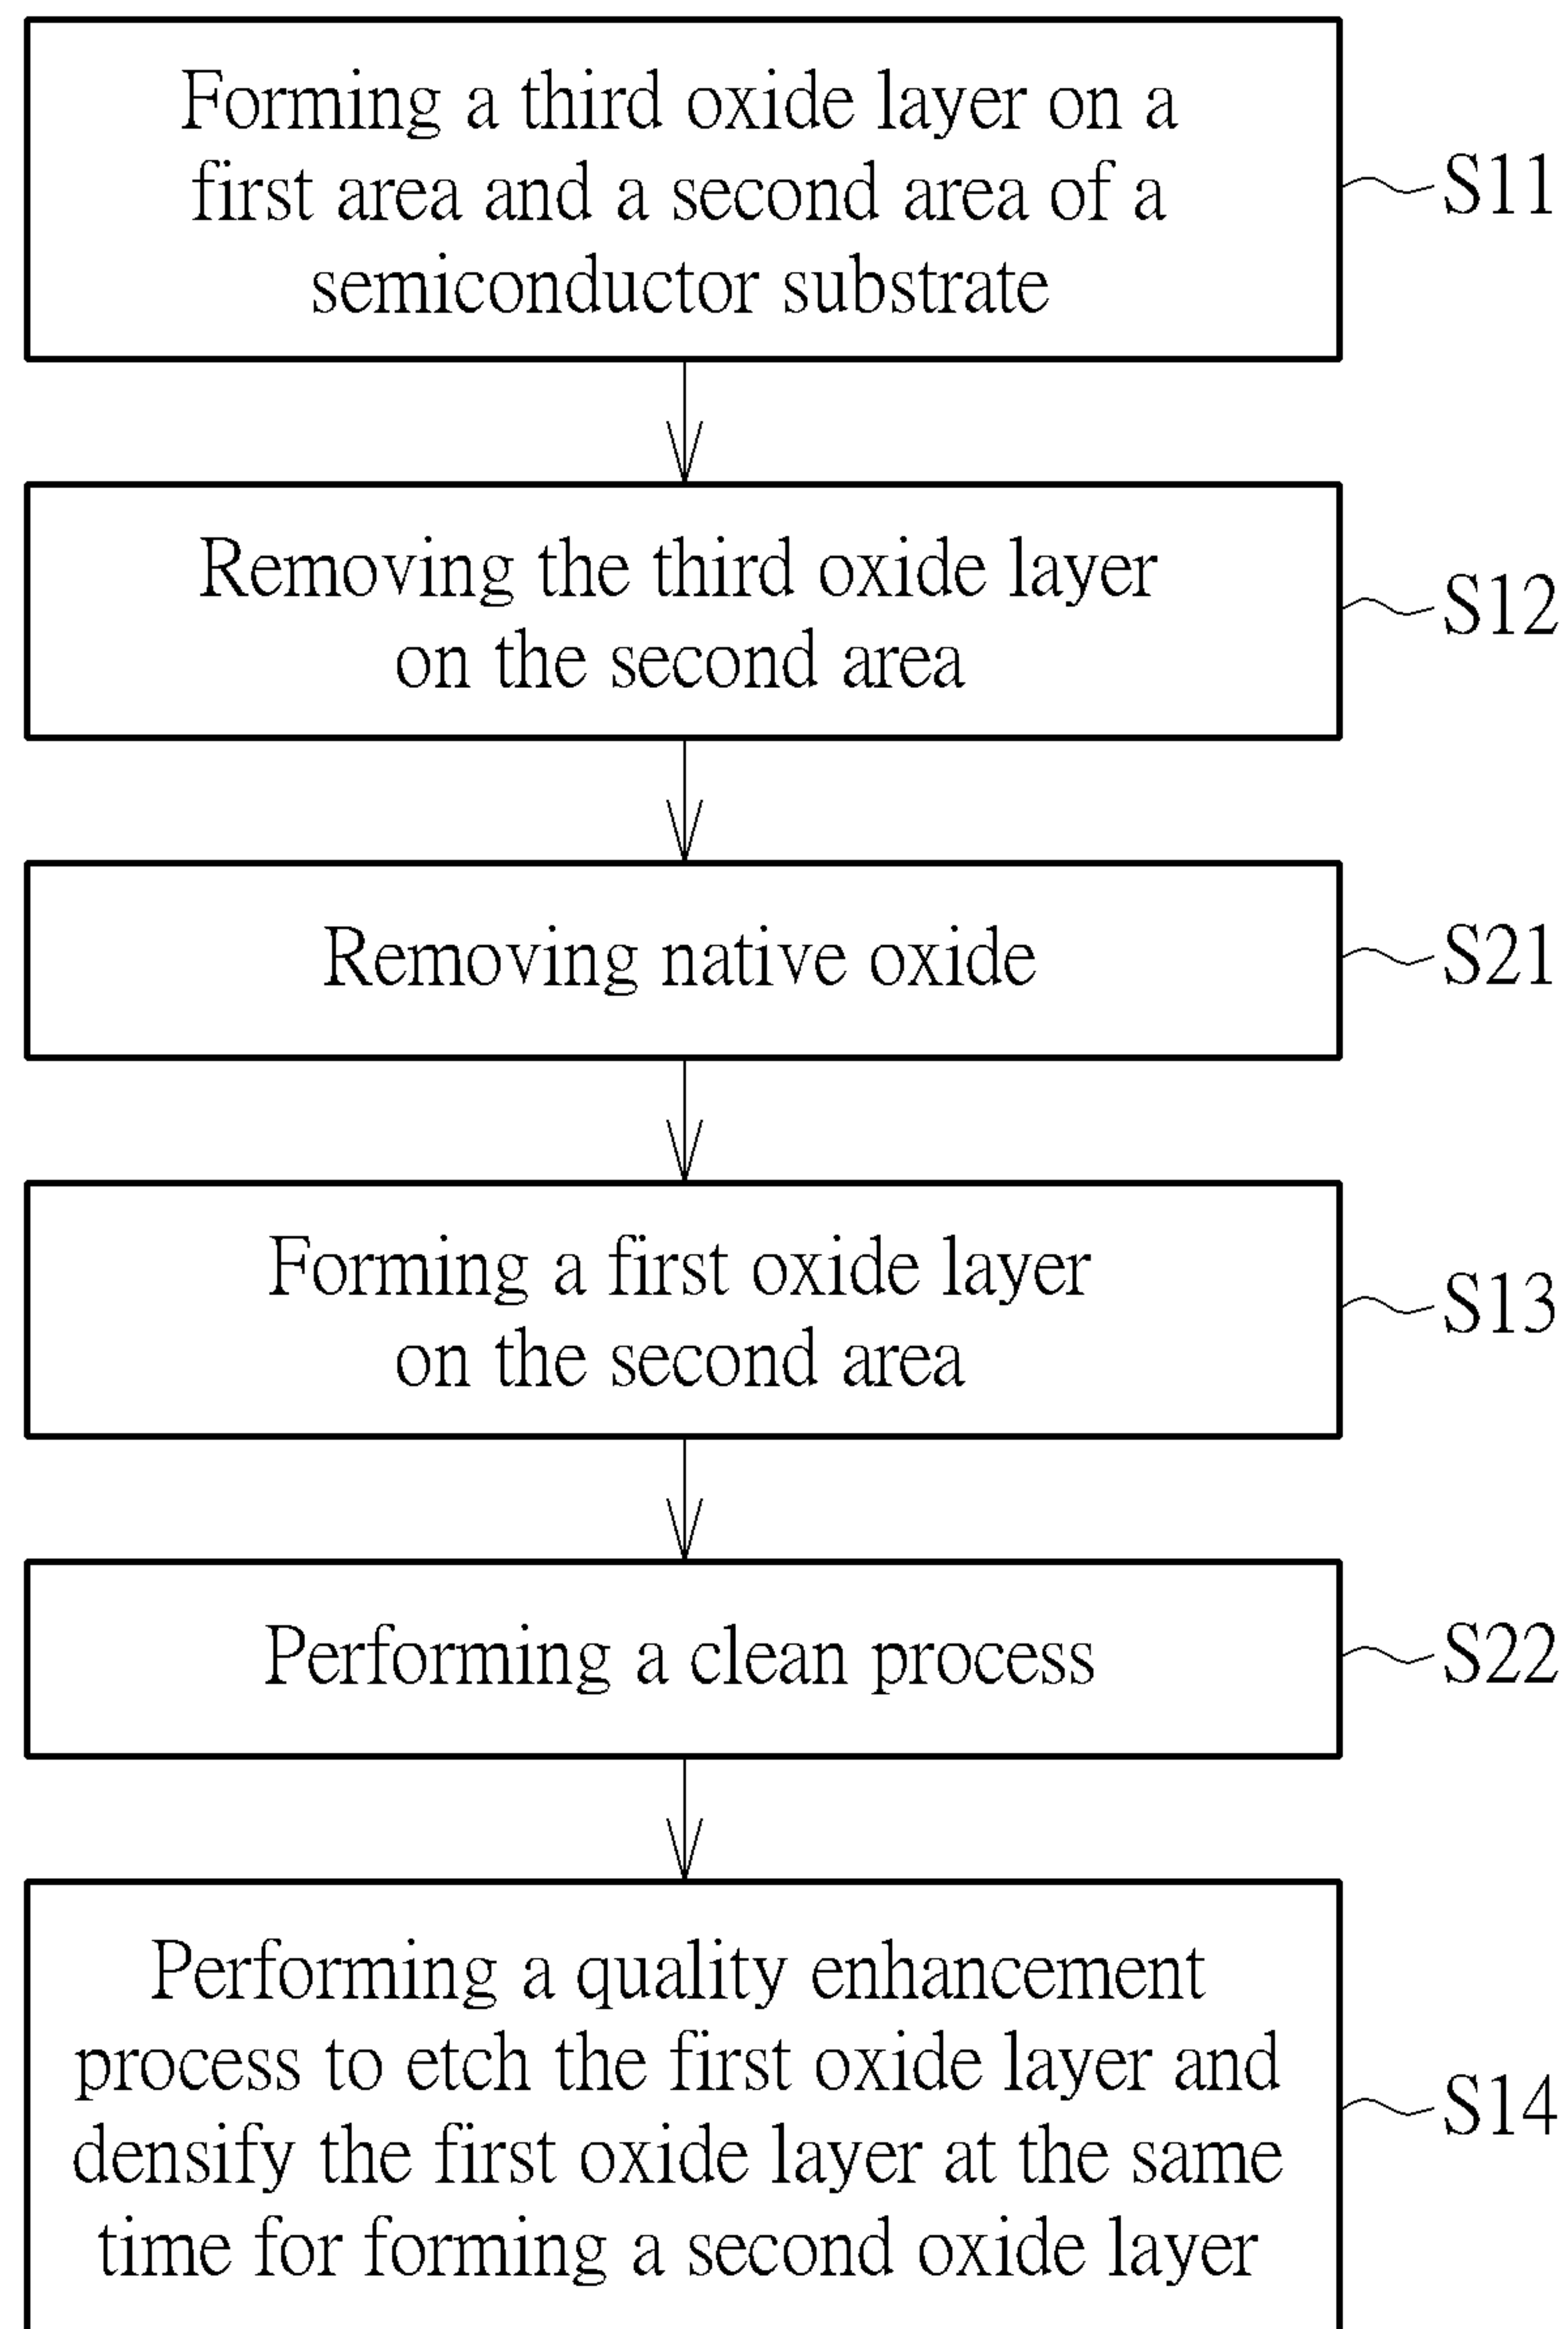 Forming a third oxide layer on a
first area and a second area of a
semiconductor substrate
S11
Removing the third oxide layer
on the second area
S12
Removing native oxide
S21
Forming a first oxide layer
on the second area
S13
Performing a clean process
S22
Performing a quality enhancement
process to etch the first oxide layer and
densify the first oxide layer at the same
time for forming a second oxide layer
S14